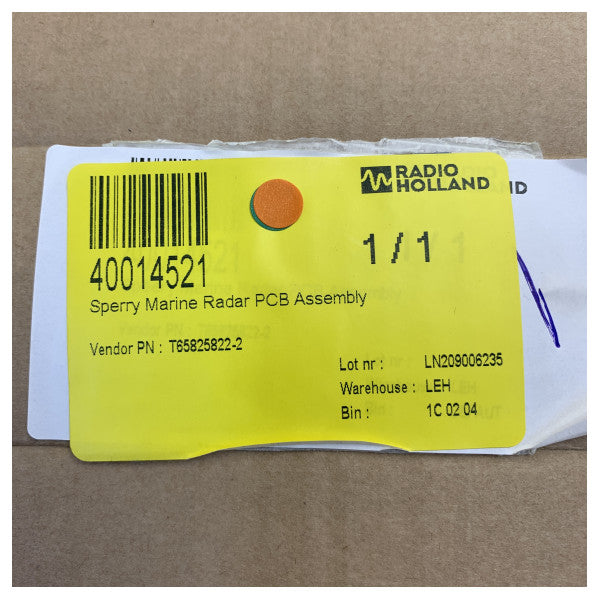 RADIO
HOLLAND
ND
1 / 1
40014521
Sperry Marine Radar PCB Assembly
Vendor PN : T65825822-2
Lot nr : LN209006235
Warehouse : LEH
Bin : 1C 02 04